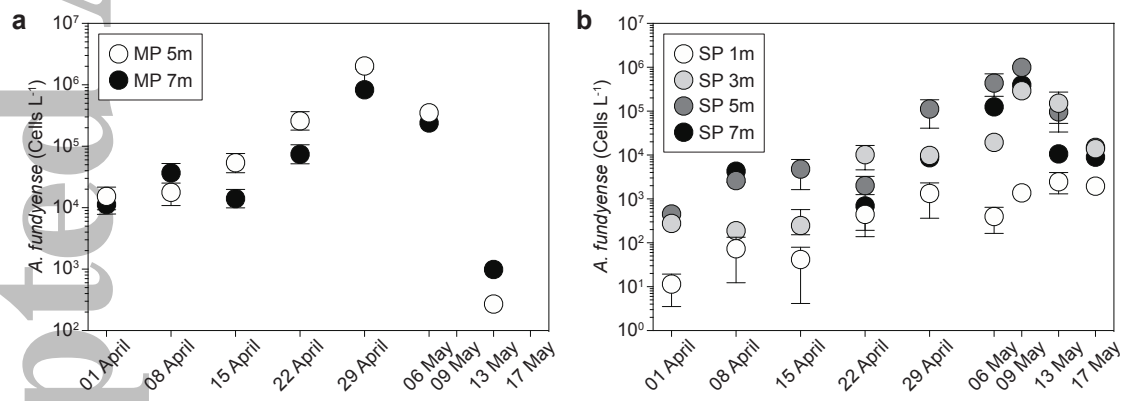 a
MP 5m
MP 7m
A. fundyense (Cells L⁻¹)
10⁷
10⁶
10⁵
10⁴
10³
10²
01 April
08 April
15 April
22 April
29 April
06 May
09 May
13 May
17 May
b
SP 1m
SP 3m
SP 5m
SP 7m
A. fundyense (Cells L⁻¹)
10⁷
10⁶
10⁵
10⁴
10³
10²
10¹
10⁰
01 April
08 April
15 April
22 April
29 April
06 May
09 May
13 May
17 May
pted